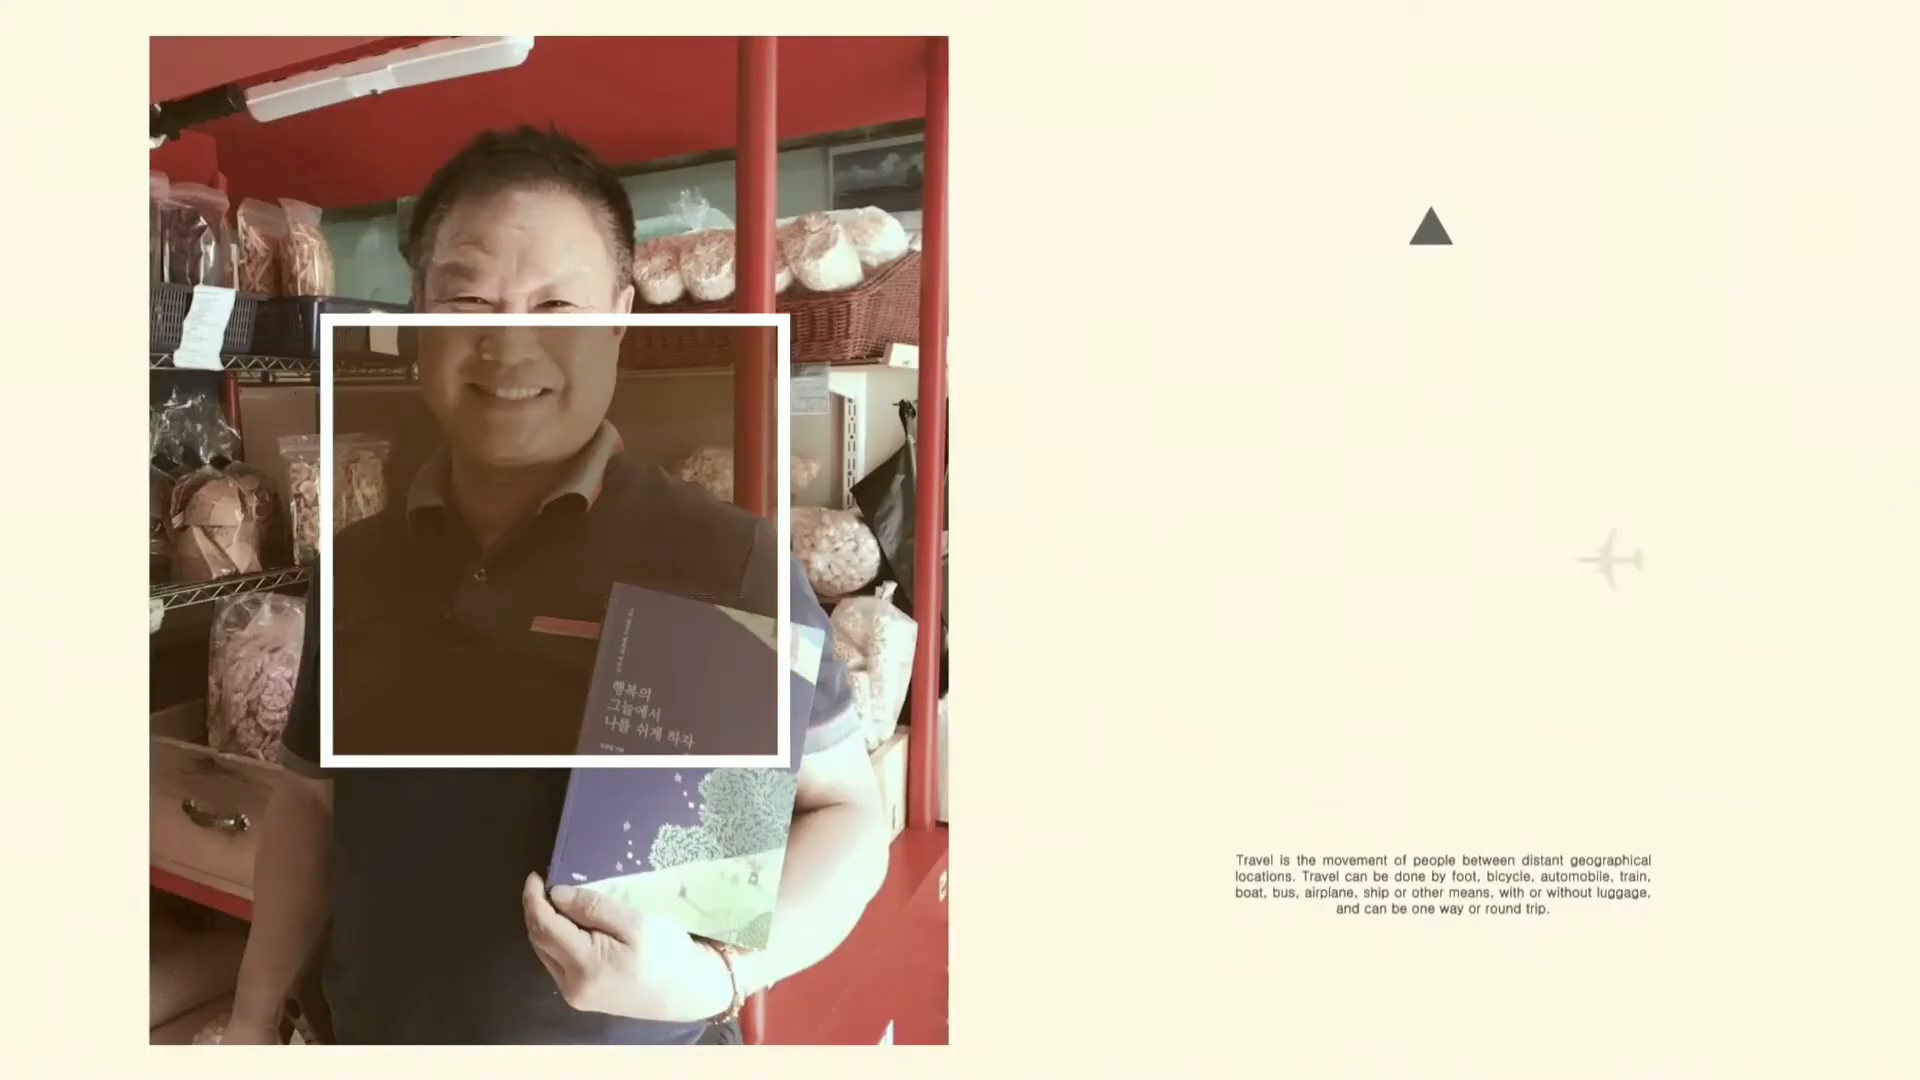 행복의
그늘에서
나를 쉬게 하자
Travel is the movement of people between distant geographical
locations. Travel can be done by foot, bicycle, automobile, train,
boat, bus, airplane, ship or other means, with or without luggage,
and can be one way or round trip.